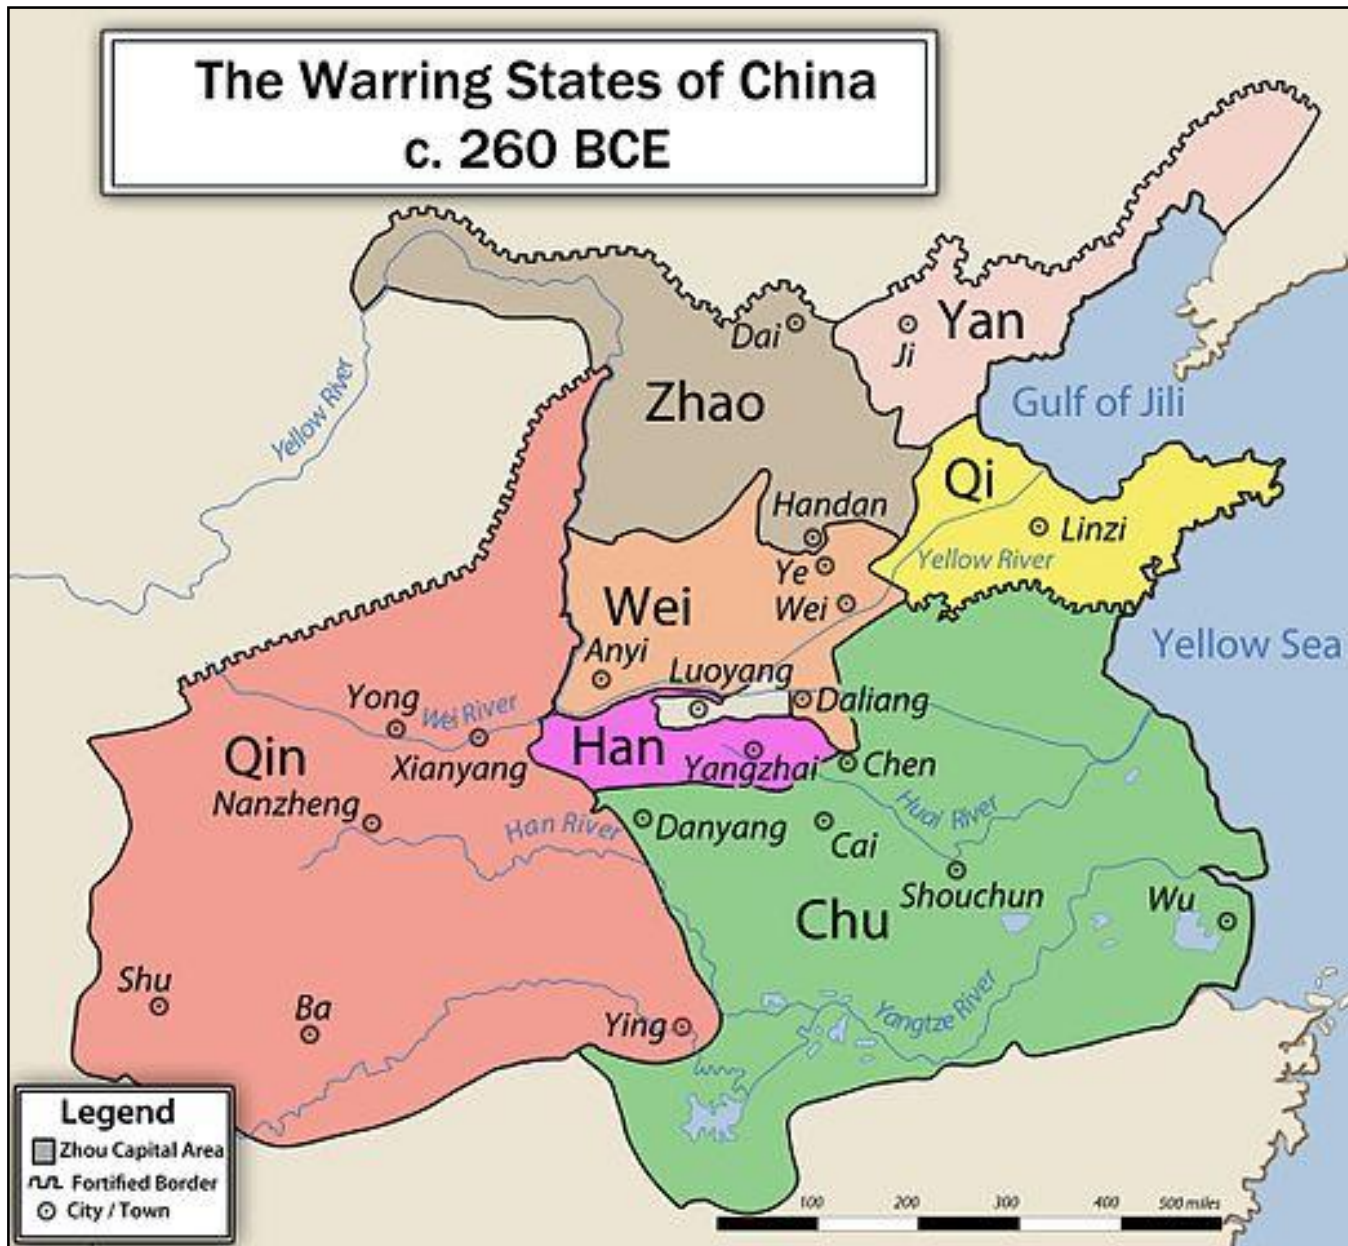 The Warring States of China
c. 260 BCE
Dai
Ji
Yan
Zhao
Gulf of Jili
Yellow River
Qi
Handan
Linzi
Yellow River
Ye
Wei
Wei
Anyi
Luoyang
Yellow Sea
Yong
Wei River
Daliang
Qin
Xianyang
Han
Yangzhai
Chen
Nanzheng
Han River
Danyang
Cai
Huai River
Shouchun
Wu
Chu
Shu
Ba
Ying
Yangtze River
Legend
Zhou Capital Area
Fortified Border
City / Town
100 200 300 400 500 miles